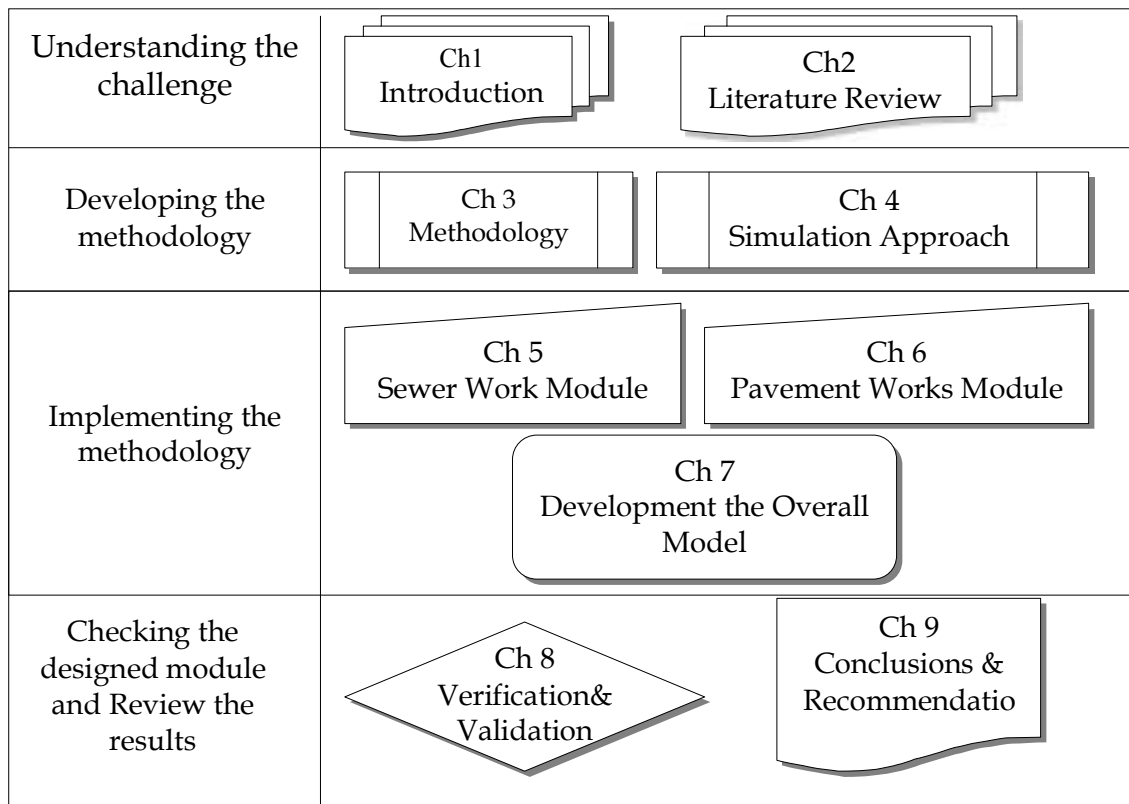 Understanding the
challenge
Ch1
Introduction
Ch2
Literature Review
Developing the
methodology
Ch 3
Methodology
Ch 4
Simulation Approach
Implementing the
methodology
Ch 5
Sewer Work Module
Ch 6
Pavement Works Module
Ch 7
Development the Overall
Model
Checking the
designed module
and Review the
results
Ch 8
Verification&
Validation
Ch 9
Conclusions &
Recommendatio